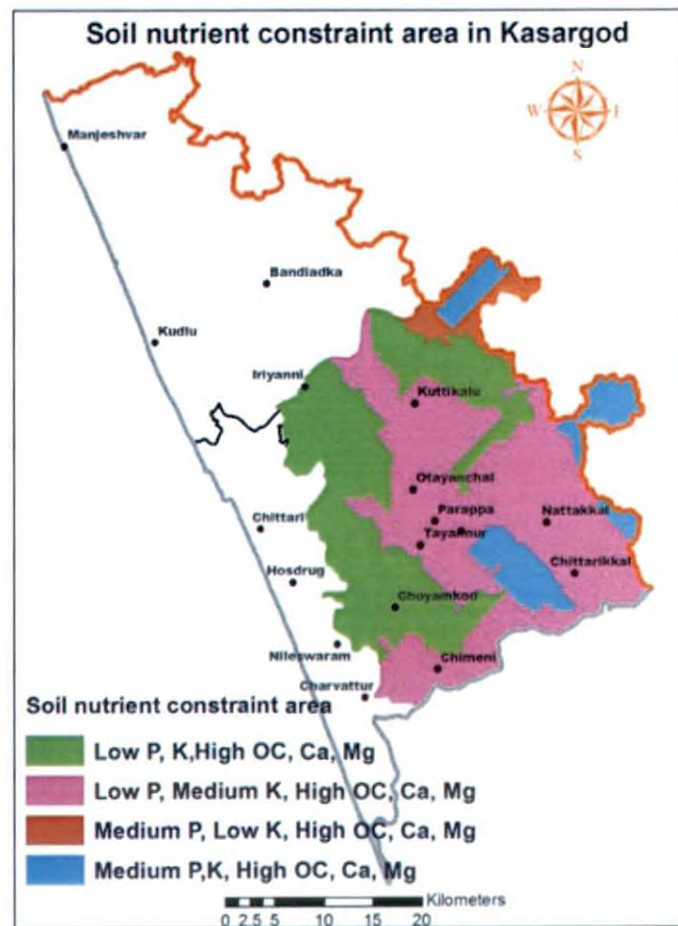 Soil nutrient constraint area in Kasargod
N
W E
S
Manjeshvar
Bandiadka
Kudlu
Iriyanni
Kuttikalu
Otayanchal
Parappa
Nattakkal
Chittari
Tayannur
Chittarikkal
Hosdrug
Choyamkod
Nileswaram
Chimeni
Charvattur
Soil nutrient constraint area
Low P, K,High OC, Ca, Mg
Low P, Medium K, High OC, Ca, Mg
Medium P, Low K, High OC, Ca, Mg
Medium P,K, High OC, Ca, Mg
Kilometers
0 2.5 5 10 15 20